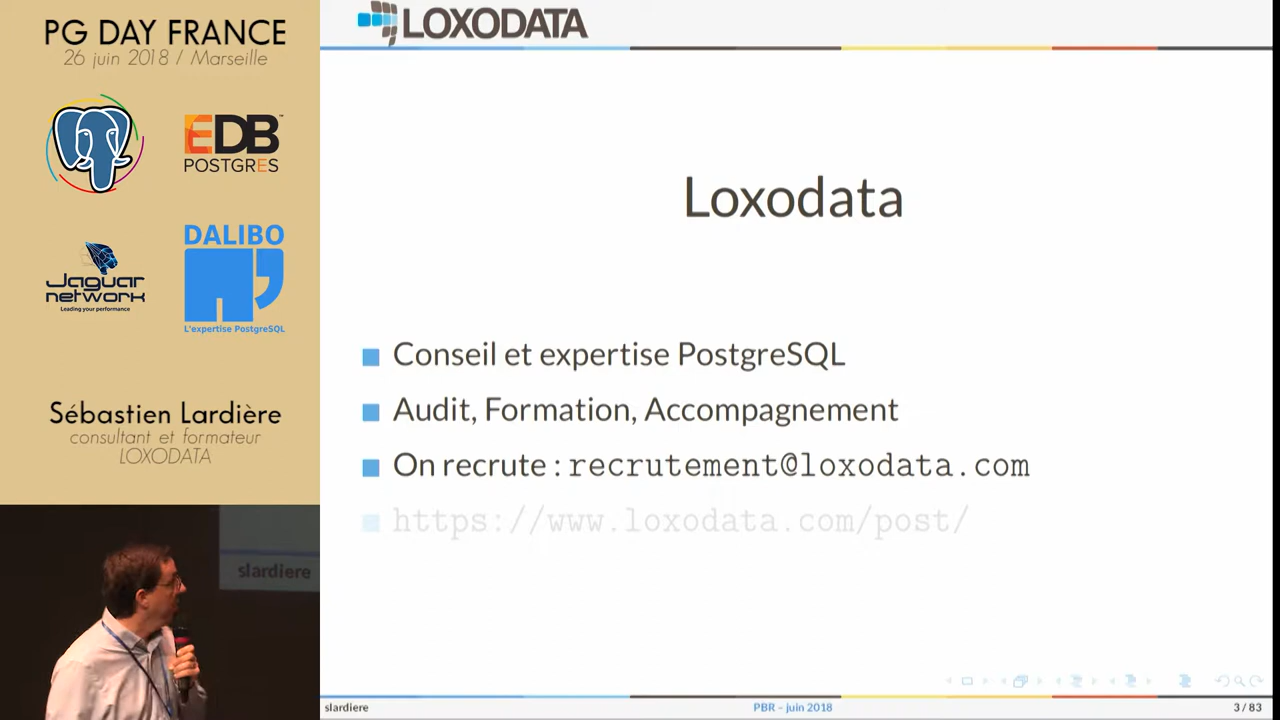 PG DAY FRANCE
26 juin 2018 / Marseille
EDB
POSTGRES
Jaguar
network
Leading your performance
DALIBO
L'expertise PostgreSQL
Sébastien Lardière
consultant et formateur
LOXODATA
slardiere
LOXODATA
Loxodata
Conseil et expertise PostgreSQL
Audit, Formation, Accompagnement
On recrute : recrutement@loxodata.com
https://www.loxodata.com/post/
slardiere
PBR – juin 2018
3 / 83